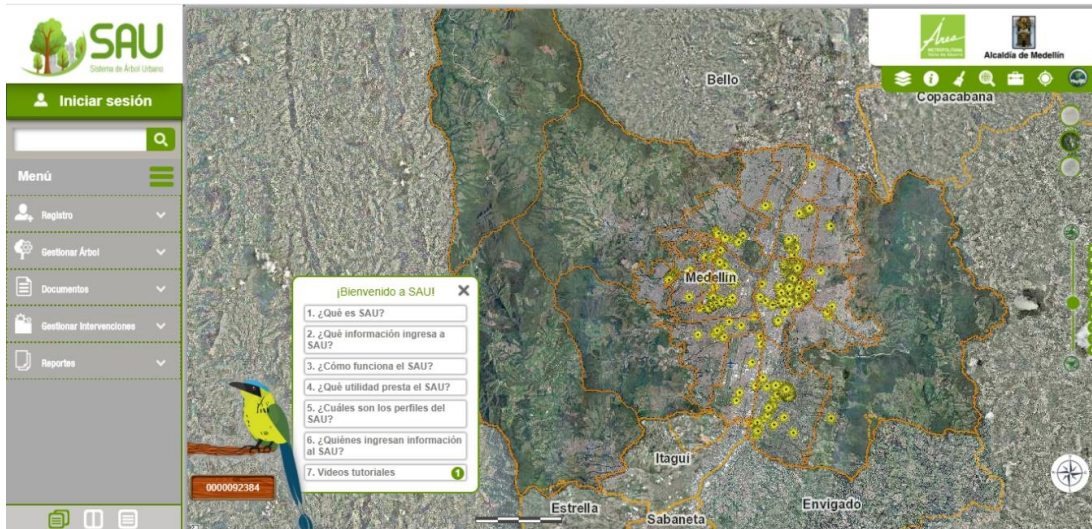 SAU
Sistema de Árbol Urbano
Iniciar sesión
Menú
Registro
Gestionar Árbol
Documentos
Gestionar Intervenciones
Reportes
¡Bienvenido a SAU!
1. ¿Qué es SAU?
2. ¿Qué información ingresa a
SAU?
3. ¿Cómo funciona el SAU?
4. ¿Qué utilidad presta el SAU?
5. ¿Cuáles son los perfiles del
SAU?
6. ¿Quiénes ingresan información
al SAU?
7. Videos tutoriales
1
0000092384
Área
METROPOLITANA
Alcaldía de Medellín
Bello
Copacabana
Medellín
Itaguí
Estrella
Sabaneta
Envigado